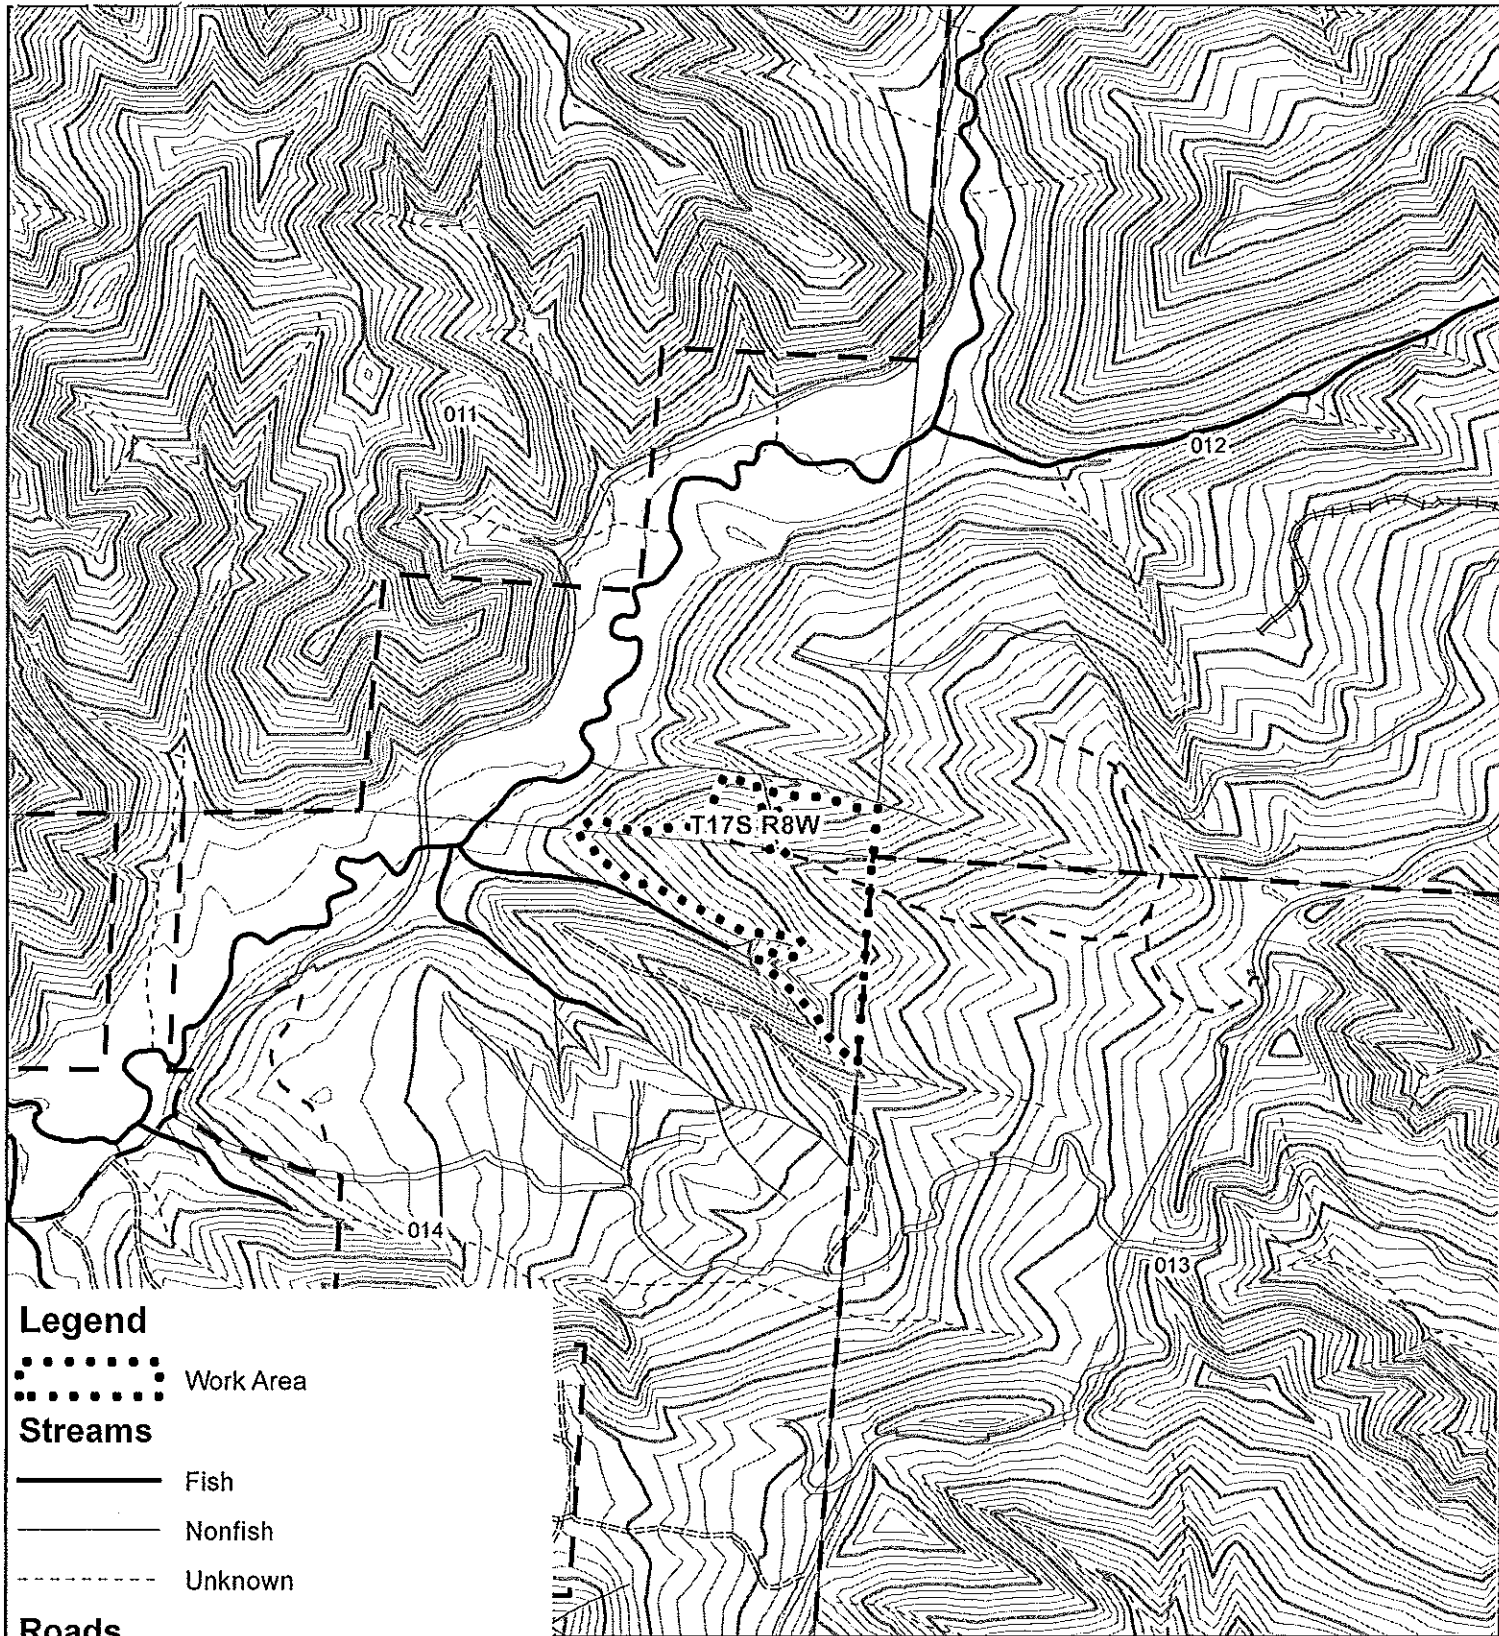 011
012
T17S R8W
014
013
Legend
Work Area
Streams
Fish
Nonfish
Unknown
Roads